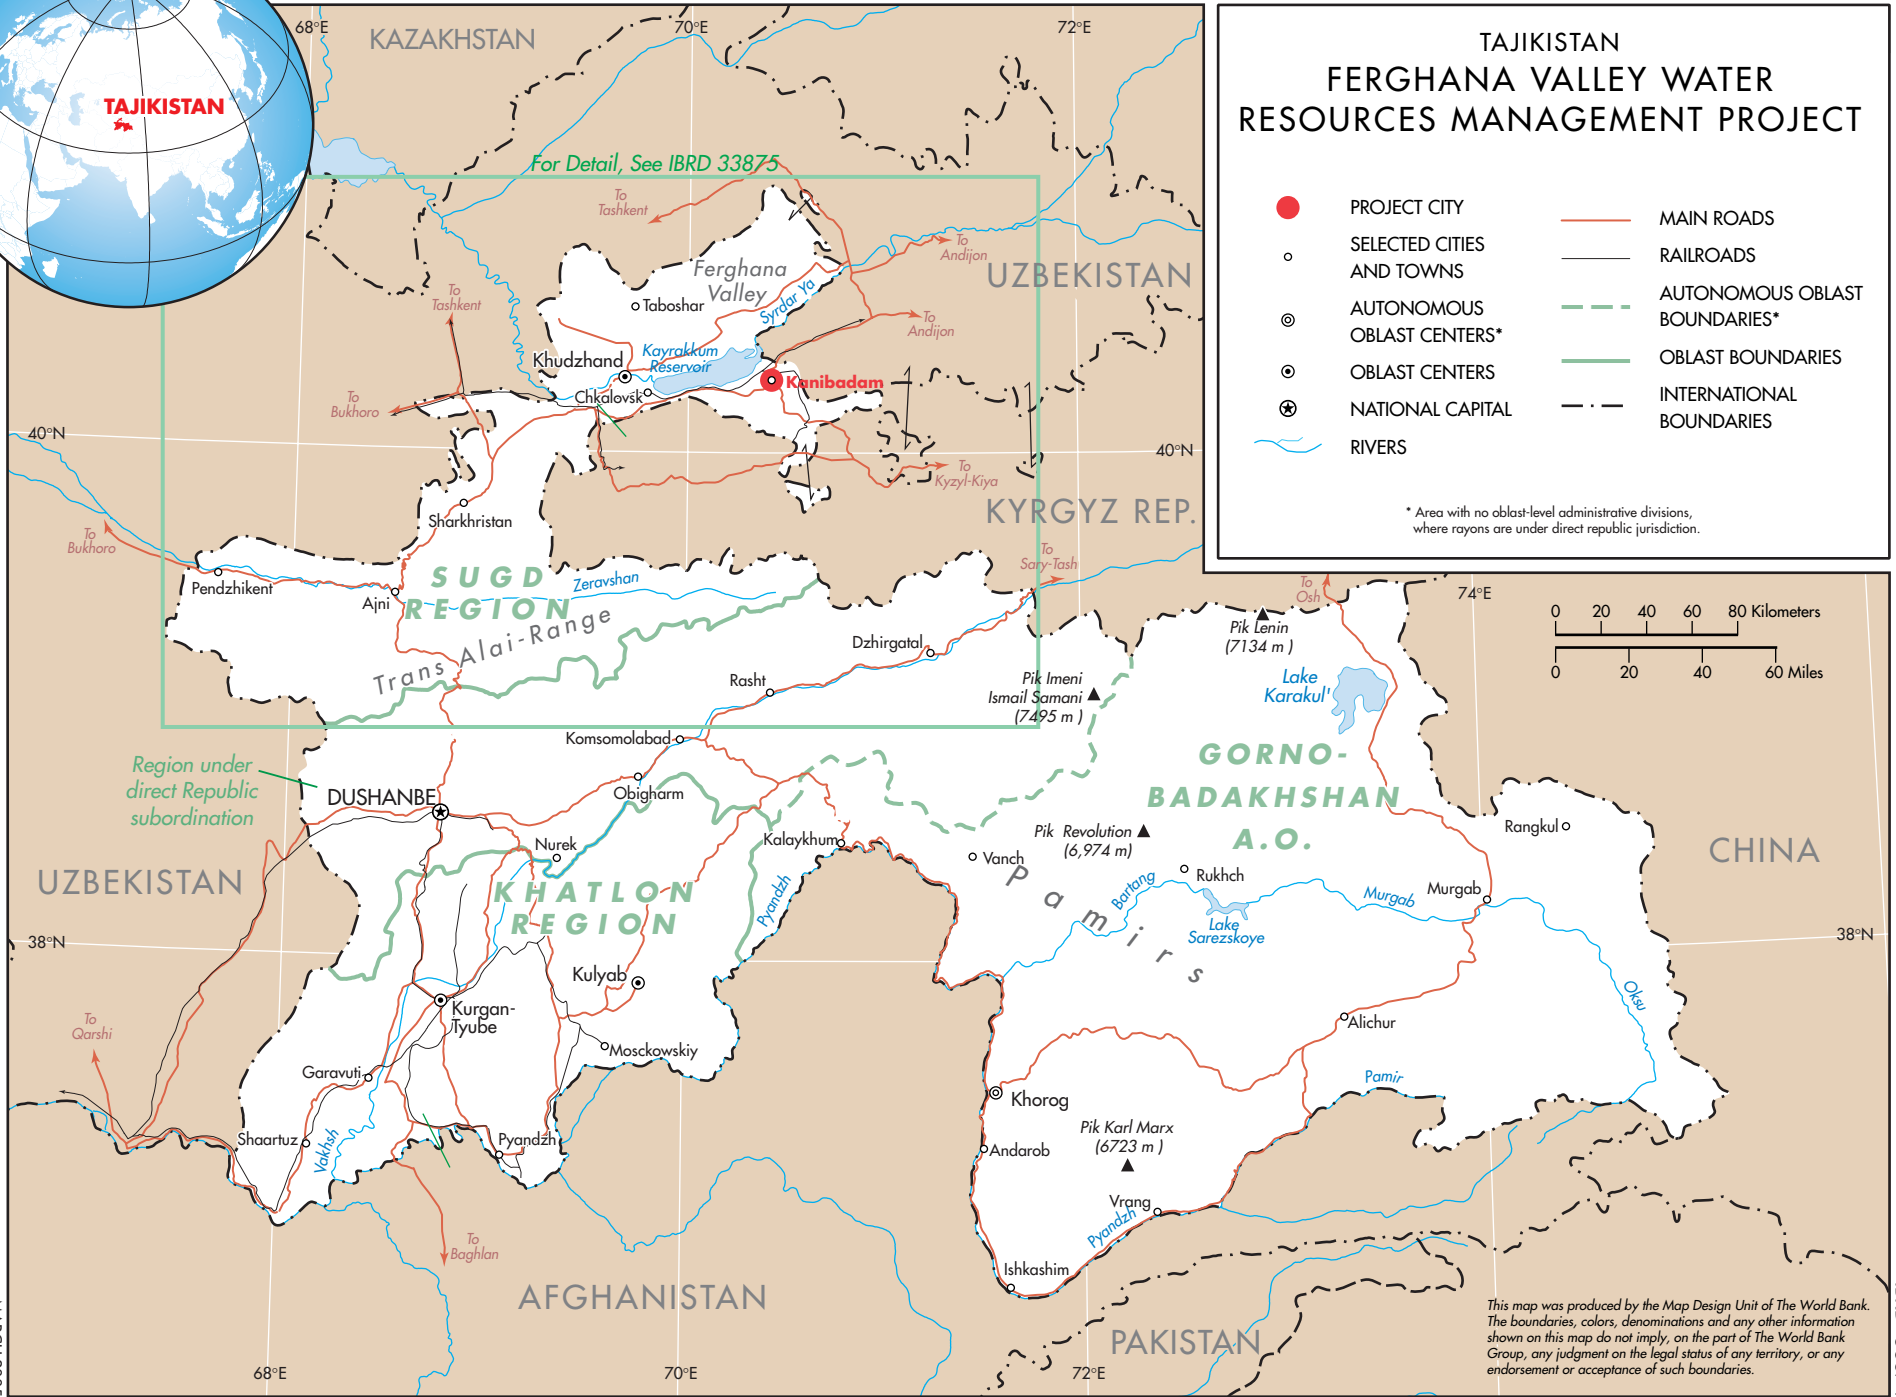 TAJIKISTAN
FERGHANA VALLEY WATER
RESOURCES MANAGEMENT PROJECT
PROJECT CITY
SELECTED CITIES
AND TOWNS
AUTONOMOUS
OBLAST CENTERS*
OBLAST CENTERS
NATIONAL CAPITAL
RIVERS
MAIN ROADS
RAILROADS
AUTONOMOUS OBLAST
BOUNDARIES*
OBLAST BOUNDARIES
INTERNATIONAL
BOUNDARIES
* Area with no oblast-level administrative divisions,
where rayons are under direct republic jurisdiction.
0 20 40 60 80 Kilometers
0 20 40 60 Miles
TAJIKISTAN
68°E
70°E
72°E
KAZAKHSTAN
For Detail, See IBRD 33875
To
Tashkent
To
Andijon
UZBEKISTAN
Ferghana
Valley
Taboshar
Syrdar Ya
To
Tashkent
To
Andijon
Khudzhand
Kayrakkum
Reservoir
Kanibadam
Chkalovsk
To
Bukhoro
40°N
40°N
To
Kyzyl-Kiya
KYRGYZ REP.
Sharkhristan
To
Bukhoro
To
Sary-Tash
To
Osh
74°E
Pendzhikent
Ajni
SUGD
REGION
Zeravshan
Trans Alai-Range
Pik Lenin
(7134 m )
Dzhirgatal
Rasht
Pik Imeni
Ismail Samani
(7495 m )
Lake
Karakul'
Komsomolabad
Region under
direct Republic
subordination
DUSHANBE
Obigharm
GORNO-
BADAKHSHAN
A.O.
Rangkul
CHINA
Nurek
Kalaykhum
Pik Revolution
(6,974 m)
Vanch
Rukhch
UZBEKISTAN
KHATLON
REGION
Pyandzh
Pamirs
Bartang
Lake
Sarezskoye
Murgab
Murgab
38°N
38°N
Kulyab
Kurgan-
Tyube
Oksu
To
Qarshi
Mosckowskiy
Alichur
Garavuti
Khorog
Pamir
Shaartuz
Vakhsh
Pyandzh
Andarob
Pik Karl Marx
(6723 m )
Vrang
Pyandzh
To
Baghlan
Ishkashim
AFGHANISTAN
PAKISTAN
68°E
70°E
72°E
This map was produced by the Map Design Unit of The World Bank.
The boundaries, colors, denominations and any other information
shown on this map do not imply, on the part of The World Bank
Group, any judgment on the legal status of any territory, or any
endorsement or acceptance of such boundaries.